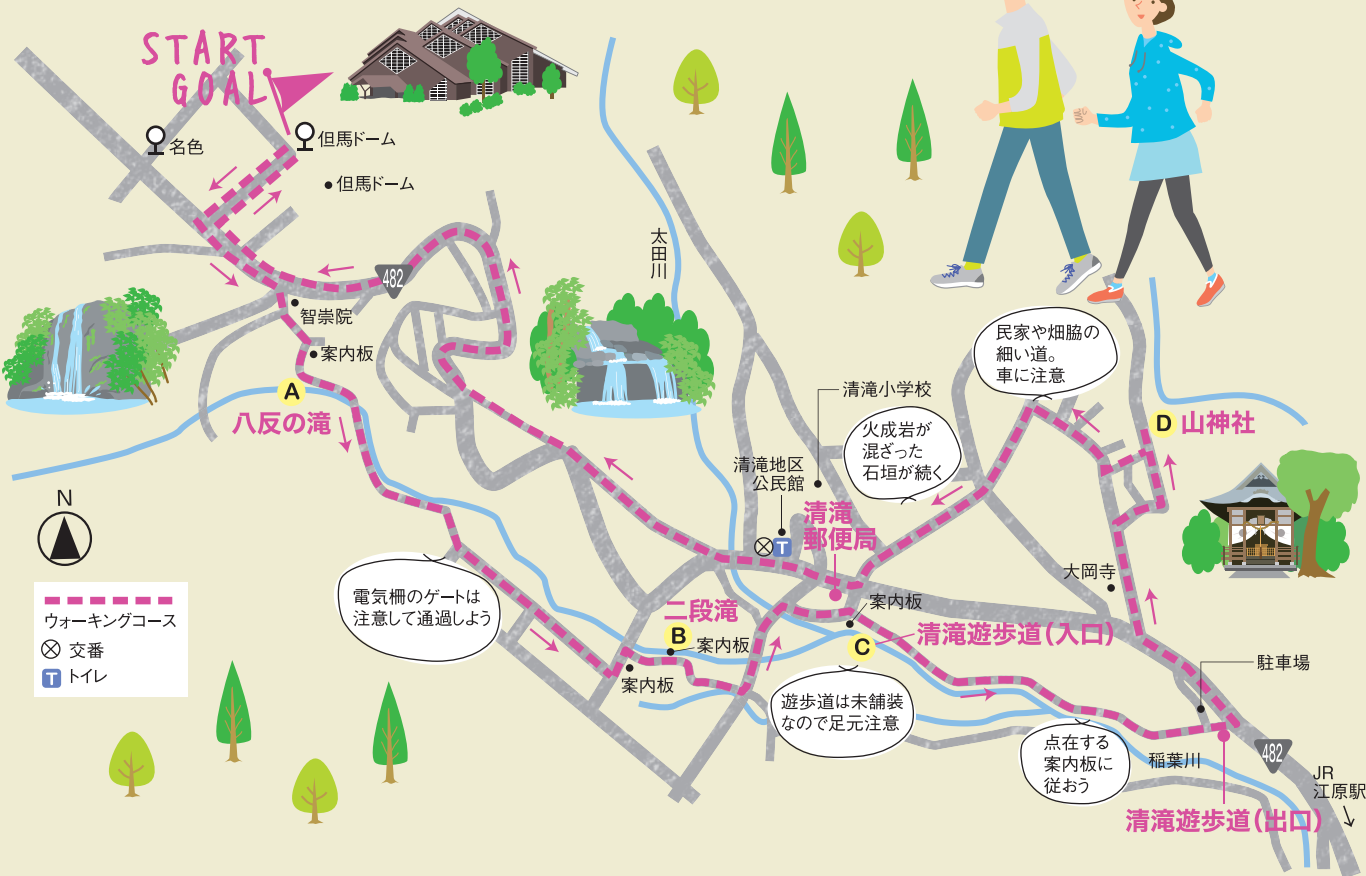 START
GOAL
名色
但馬ドーム
但馬ドーム
482
智崇院
案内板
A
八反の滝
太田川
民家や畑脇の
細い道。
車に注意
清滝小学校
火成岩が
混ざった
石垣が続く
D 山神社
清滝地区
公民館
T
清滝
郵便局
N
ウォーキングコース
交番
T トイレ
電気柵のゲートは
注意して通過しよう
大岡寺
二段滝
B
案内板
案内板
案内板
C
清滝遊歩道(入口)
遊歩道は未舗装
なので足元注意
駐車場
点在する
案内板に
従おう
稲葉川
482
JR
江原駅
清滝遊歩道(出口)